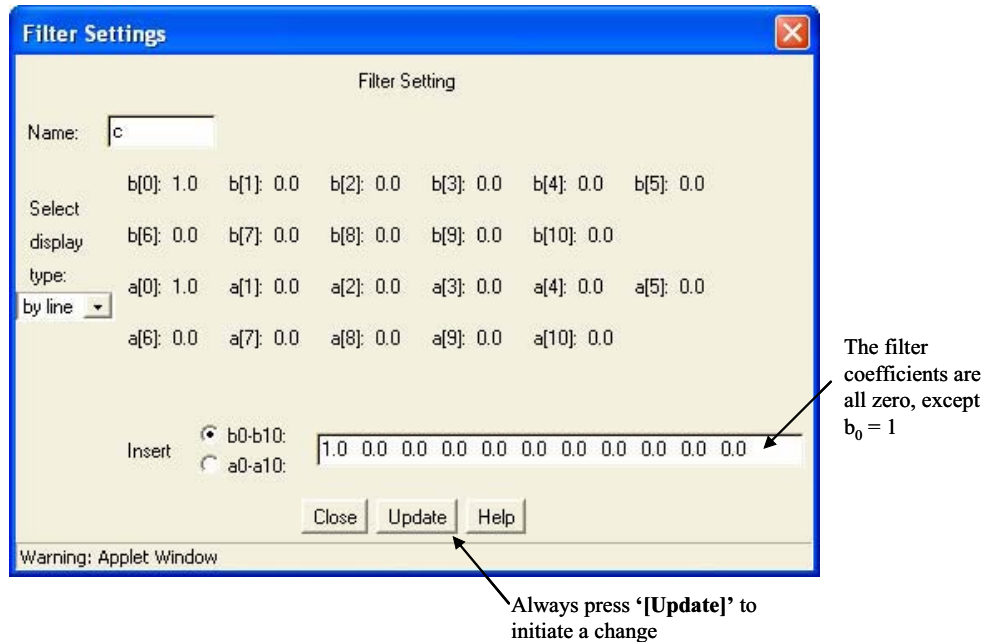 Filter Settings
Filter Setting
Name: c
b[0]: 1.0 b[1]: 0.0 b[2]: 0.0 b[3]: 0.0 b[4]: 0.0 b[5]: 0.0
Select
display
type:
by line
b[6]: 0.0 b[7]: 0.0 b[8]: 0.0 b[9]: 0.0 b[10]: 0.0
a[0]: 1.0 a[1]: 0.0 a[2]: 0.0 a[3]: 0.0 a[4]: 0.0 a[5]: 0.0
a[6]: 0.0 a[7]: 0.0 a[8]: 0.0 a[9]: 0.0 a[10]: 0.0
Insert
b0-b10:
a0-a10:
1.0 0.0 0.0 0.0 0.0 0.0 0.0 0.0 0.0 0.0 0.0
Close Update Help
Warning: Applet Window
The filter
coefficients are
all zero, except
b₀ = 1
Always press ‘[Update]’ to
initiate a change